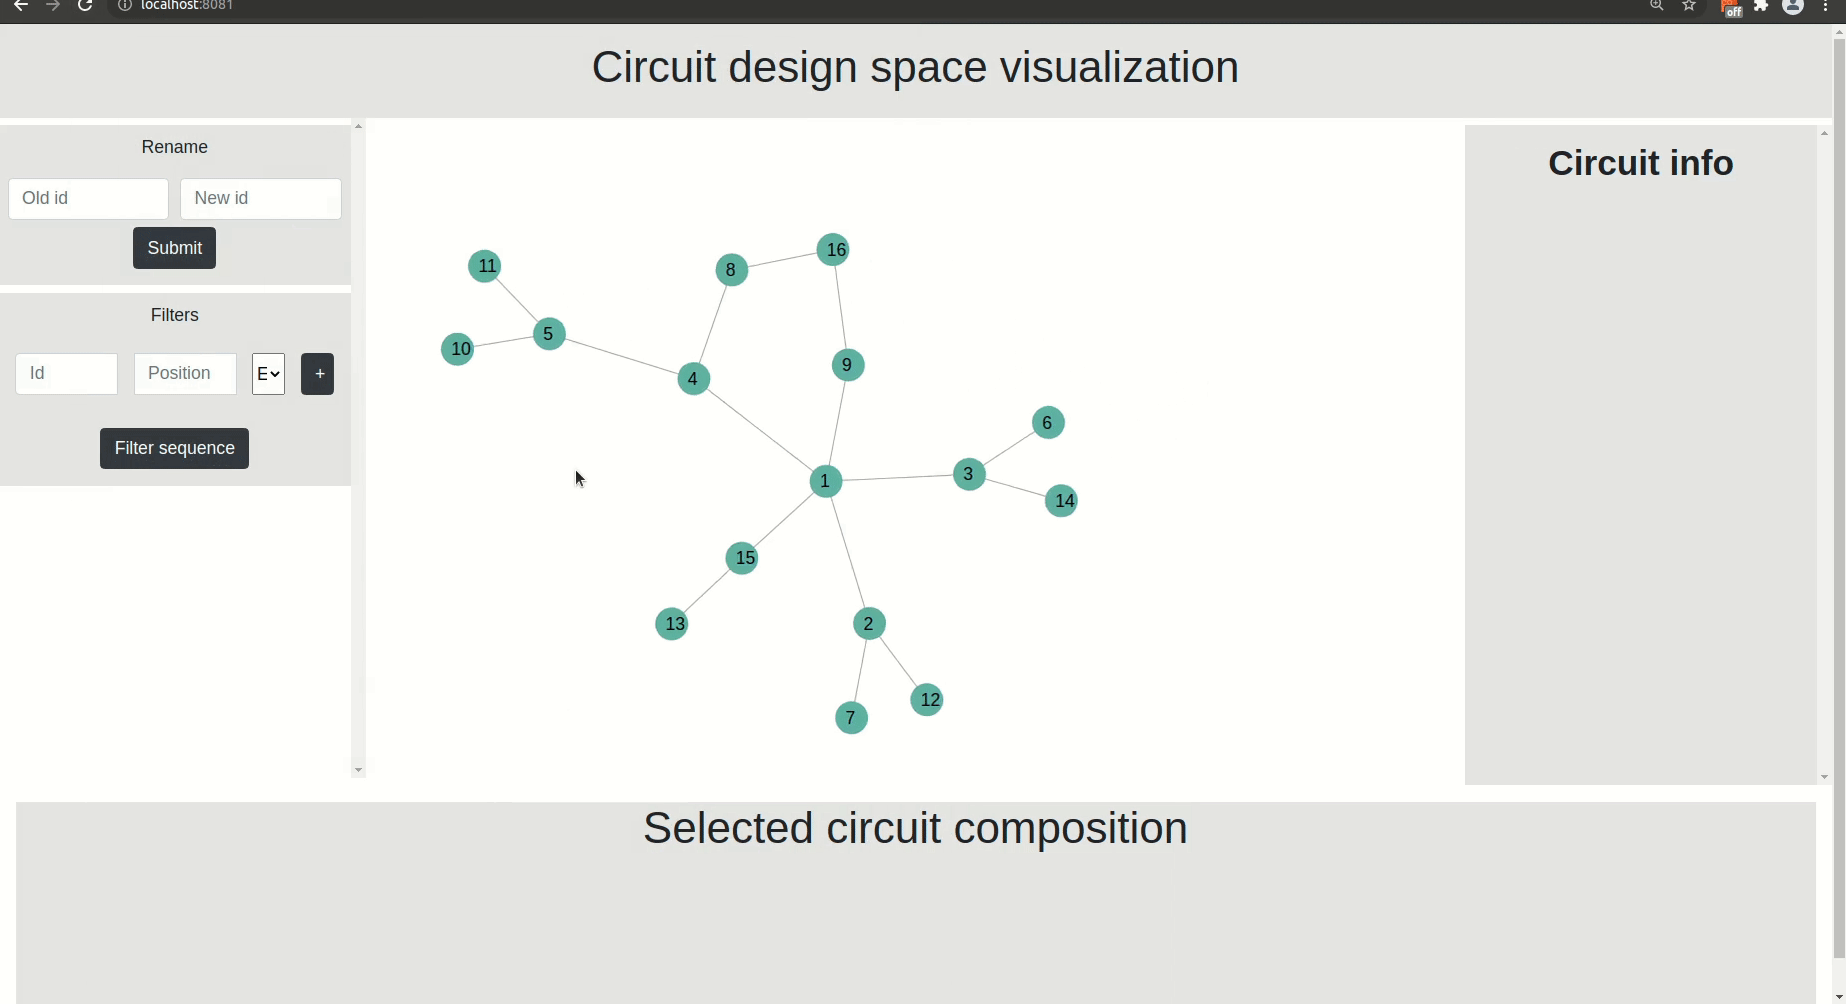 localhost:8081
off
Circuit design space visualization
Rename
Old id
New id
Submit
Filters
Id
Position
E
+
Filter sequence
11
8
16
10
5
4
9
6
1
3
14
15
13
2
7
12
Circuit info
Selected circuit composition